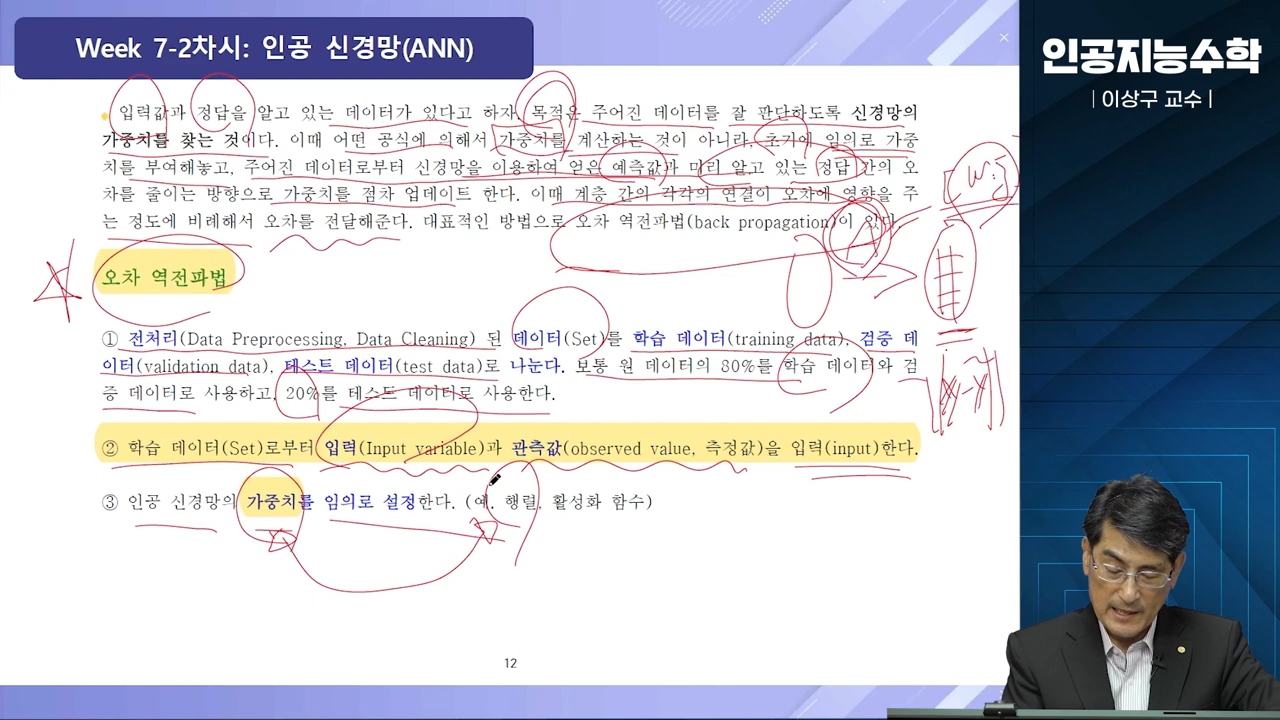 Week 7-2차시: 인공 신경망(ANN)
인공지능수학
| 이상구 교수 |
입력값과 정답을 알고 있는 데이터가 있다고 하자. 목적은 주어진 데이터를 잘 판단하도록 신경망의
가중치를 찾는 것이다. 이때 어떤 공식에 의해서 가중치를 계산하는 것이 아니라, 초기에 임의로 가중
치를 부여해놓고, 주어진 데이터로부터 신경망을 이용하여 얻은 예측값과 미리 알고 있는 정답 간의 오
차를 줄이는 방향으로 가중치를 점차 업데이트 한다. 이때 계층 간의 각각의 연결이 오차에 영향을 주
는 정도에 비례해서 오차를 전달해준다. 대표적인 방법으로 오차 역전파법(back propagation)이 있다
오차 역전파법
① 전처리(Data Preprocessing, Data Cleaning) 된 데이터(Set)를 학습 데이터(training data), 검증 데
이터(validation data), 테스트 데이터(test data)로 나눈다. 보통 원 데이터의 80%를 학습 데이터와 검
증 데이터로 사용하고, 20%를 테스트 데이터로 사용한다.
② 학습 데이터(Set)로부터 입력(Input variable)과 관측값(observed value, 측정값)을 입력(input)한다.
③ 인공 신경망의 가중치를 임의로 설정한다. (예. 행렬, 활성화 함수)
A
12